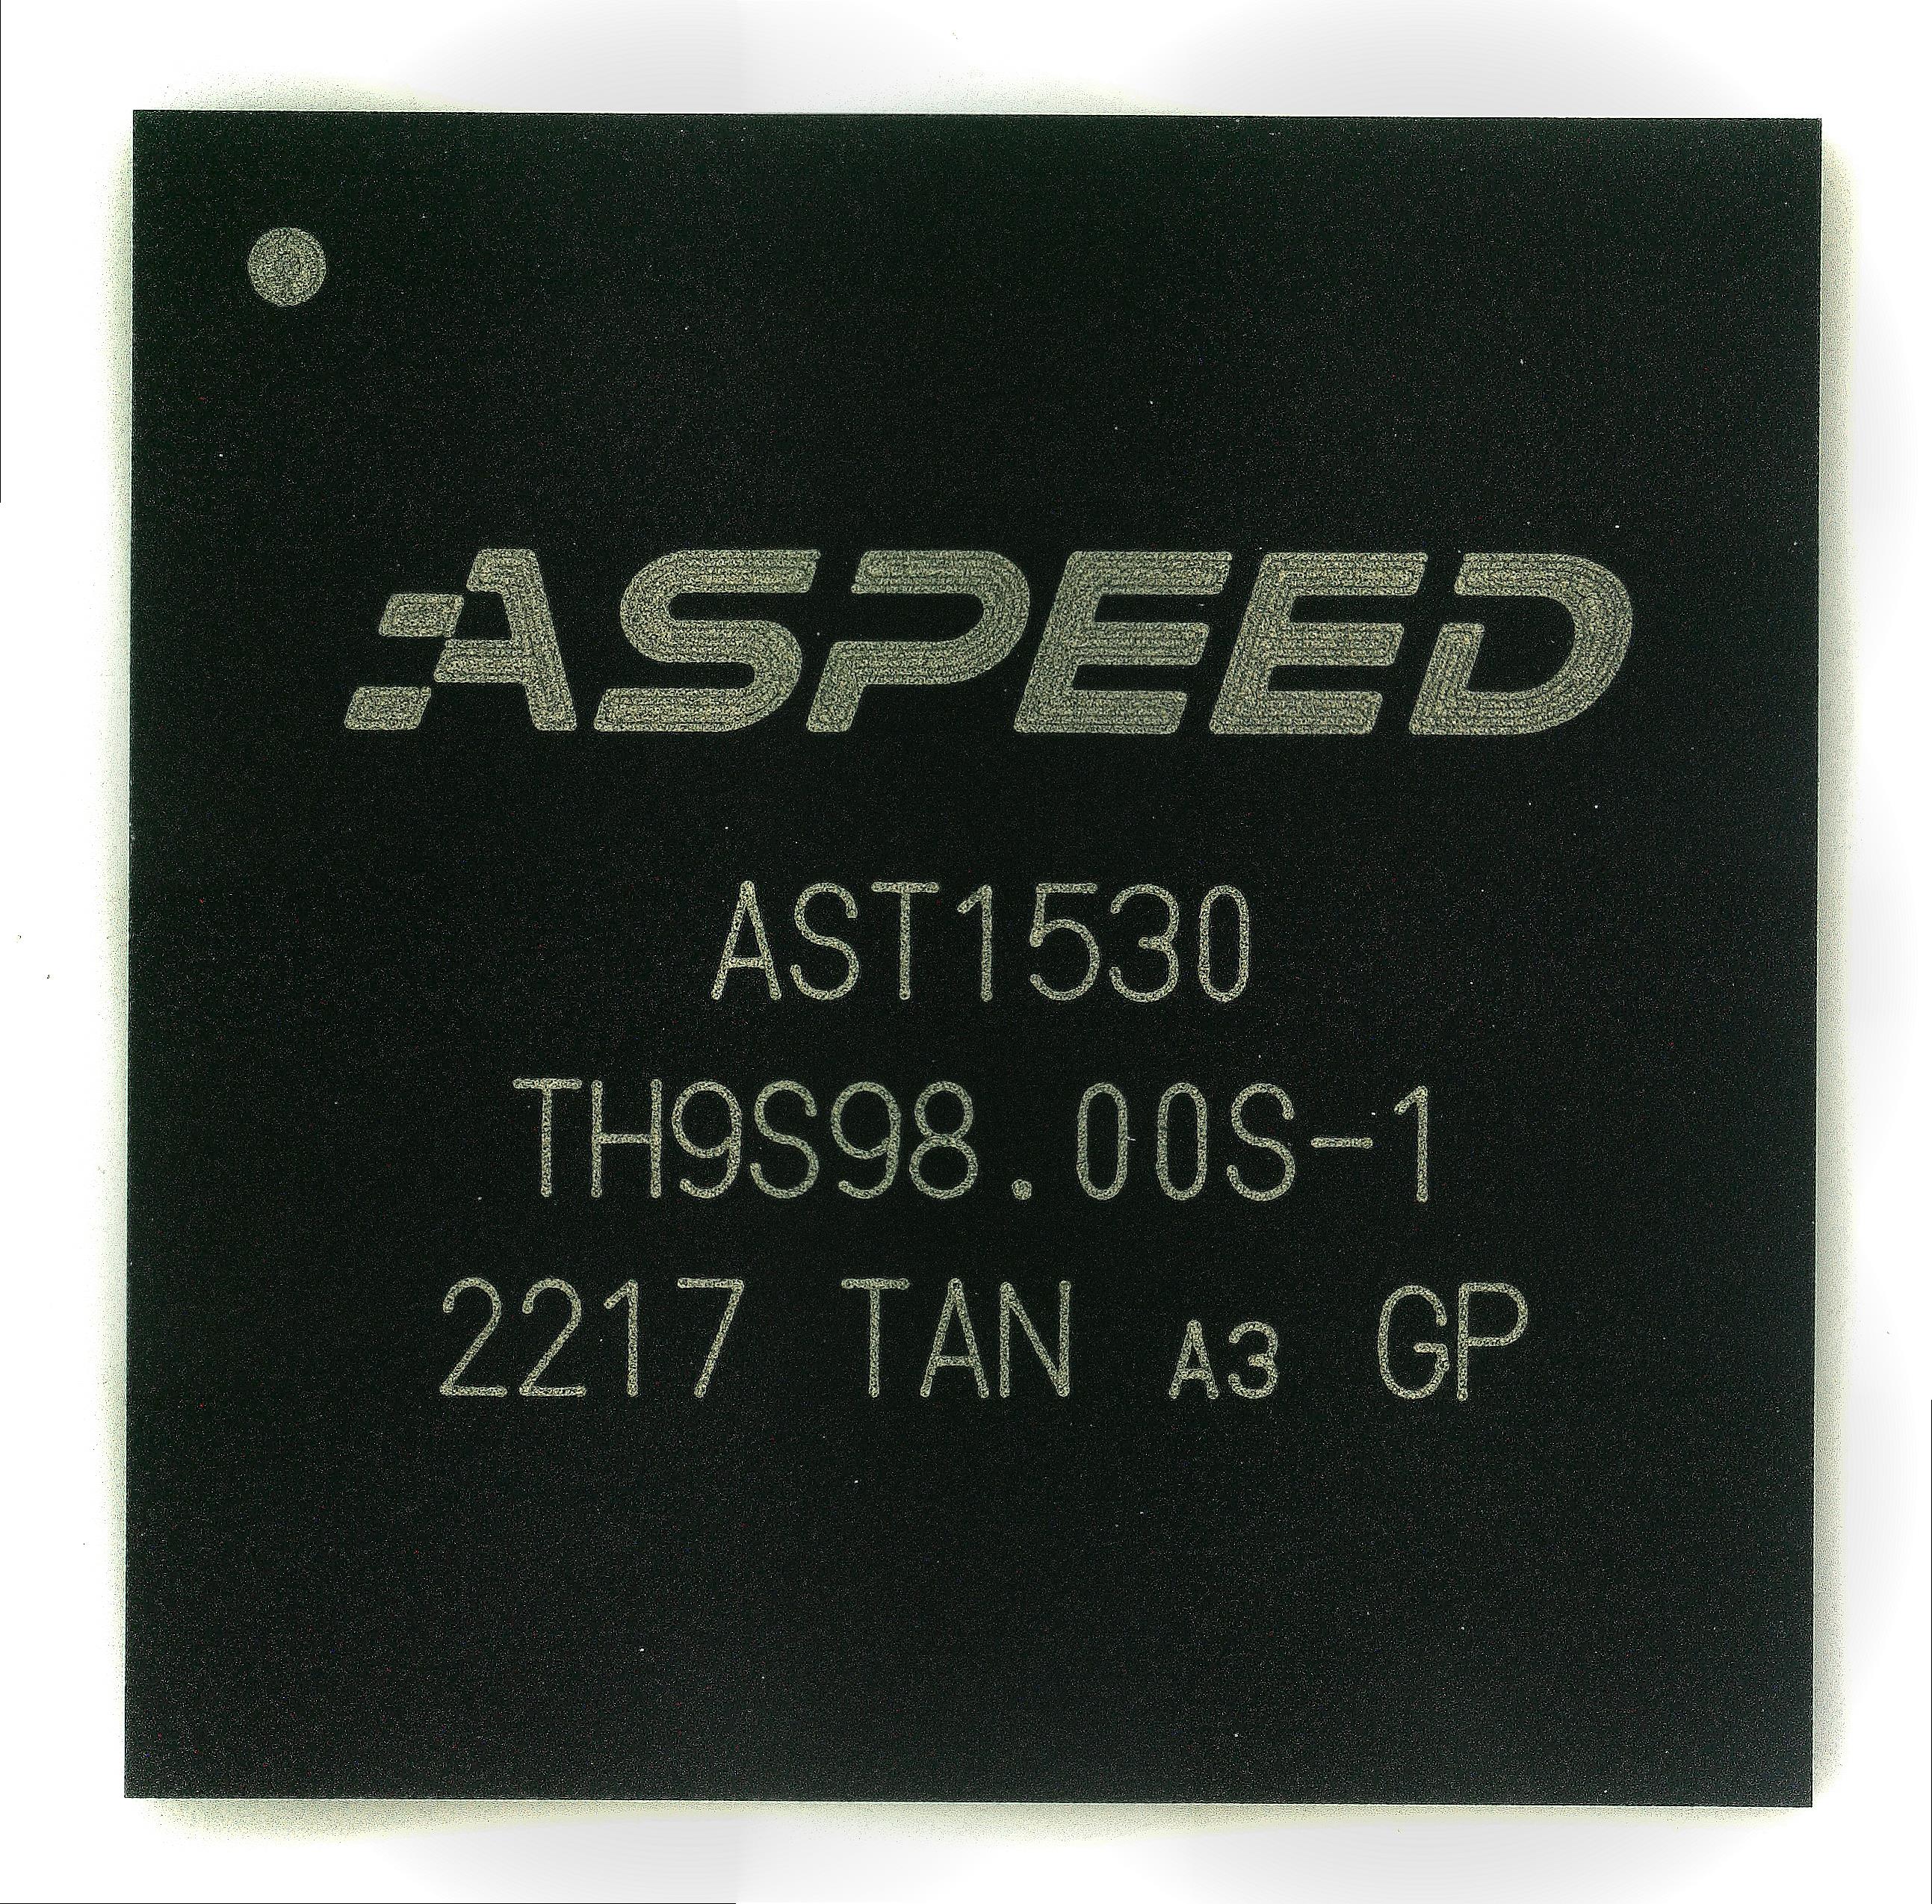 ASPEED
AST1530
TH9S98.00S-1
2217 TAN A3 GP